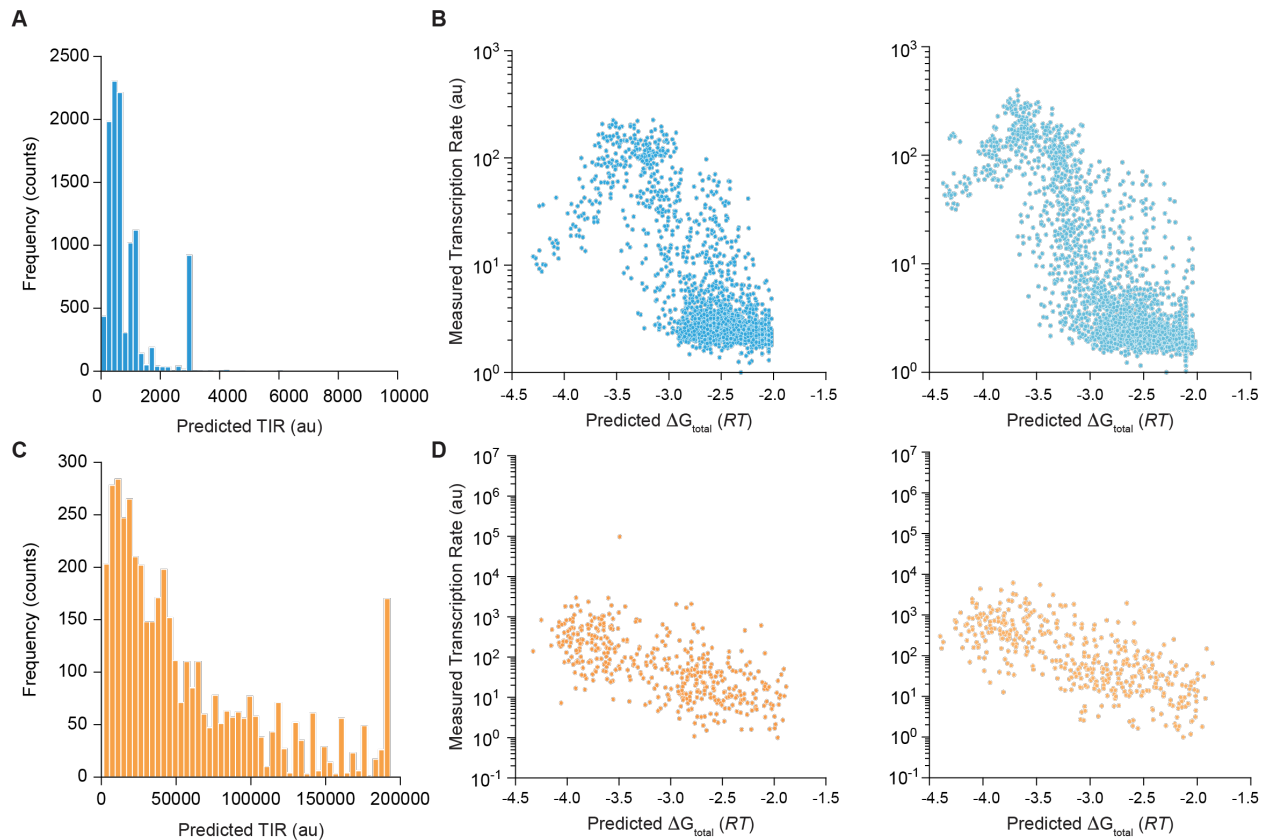 A
2500
2000
1500
1000
500
0
0 2000 4000 6000 8000 10000
Frequency (counts)
Predicted TIR (au)
B
10³
10²
10¹
10⁰
-4.5 -4.0 -3.5 -3.0 -2.5 -2.0 -1.5
Measured Transcription Rate (au)
Predicted ΔG_total (RT)
10³
10²
10¹
10⁰
-4.5 -4.0 -3.5 -3.0 -2.5 -2.0 -1.5
Predicted ΔG_total (RT)
C
300
250
200
150
100
50
0
0 50000 100000 150000 200000
Frequency (counts)
Predicted TIR (au)
D
10⁷
10⁶
10⁵
10⁴
10³
10²
10¹
10⁰
10⁻¹
-4.5 -4.0 -3.5 -3.0 -2.5 -2.0 -1.5
Measured Transcription Rate (au)
Predicted ΔG_total (RT)
10⁷
10⁶
10⁵
10⁴
10³
10²
10¹
10⁰
10⁻¹
-4.5 -4.0 -3.5 -3.0 -2.5 -2.0 -1.5
Predicted ΔG_total (RT)